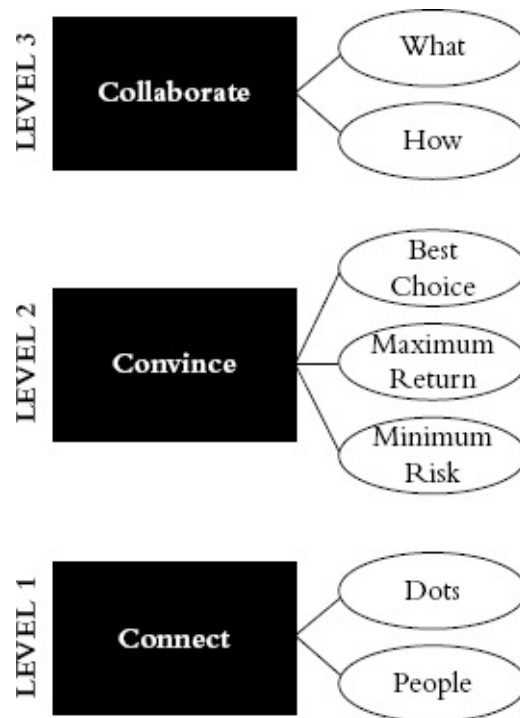 LEVEL 3
Collaborate
What
How
LEVEL 2
Convince
Best
Choice
Maximum
Return
Minimum
Risk
LEVEL 1
Connect
Dots
People